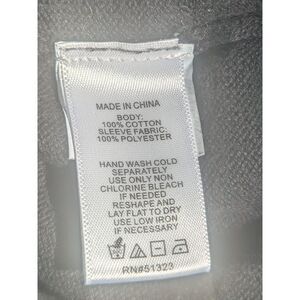 MADE IN CHINA
BODY:
100% COTTON
SLEEVE FABRIC:
100% POLYESTER
HAND WASH COLD
SEPARATELY
USE ONLY NON
CHLORINE BLEACH
IF NEEDED
RESHAPE AND
LAY FLAT TO DRY
USE LOW IRON
IF NECESSARY
RN#51323